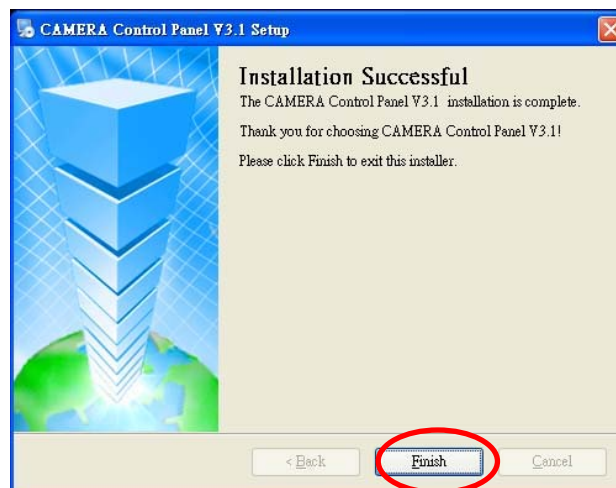 CAMERA Control Panel V3.1 Setup
Installation Successful
The CAMERA Control Panel V3.1 installation is complete.
Thank you for choosing CAMERA Control Panel V3.1!
Please click Finish to exit this installer.
< Back Finish Cancel